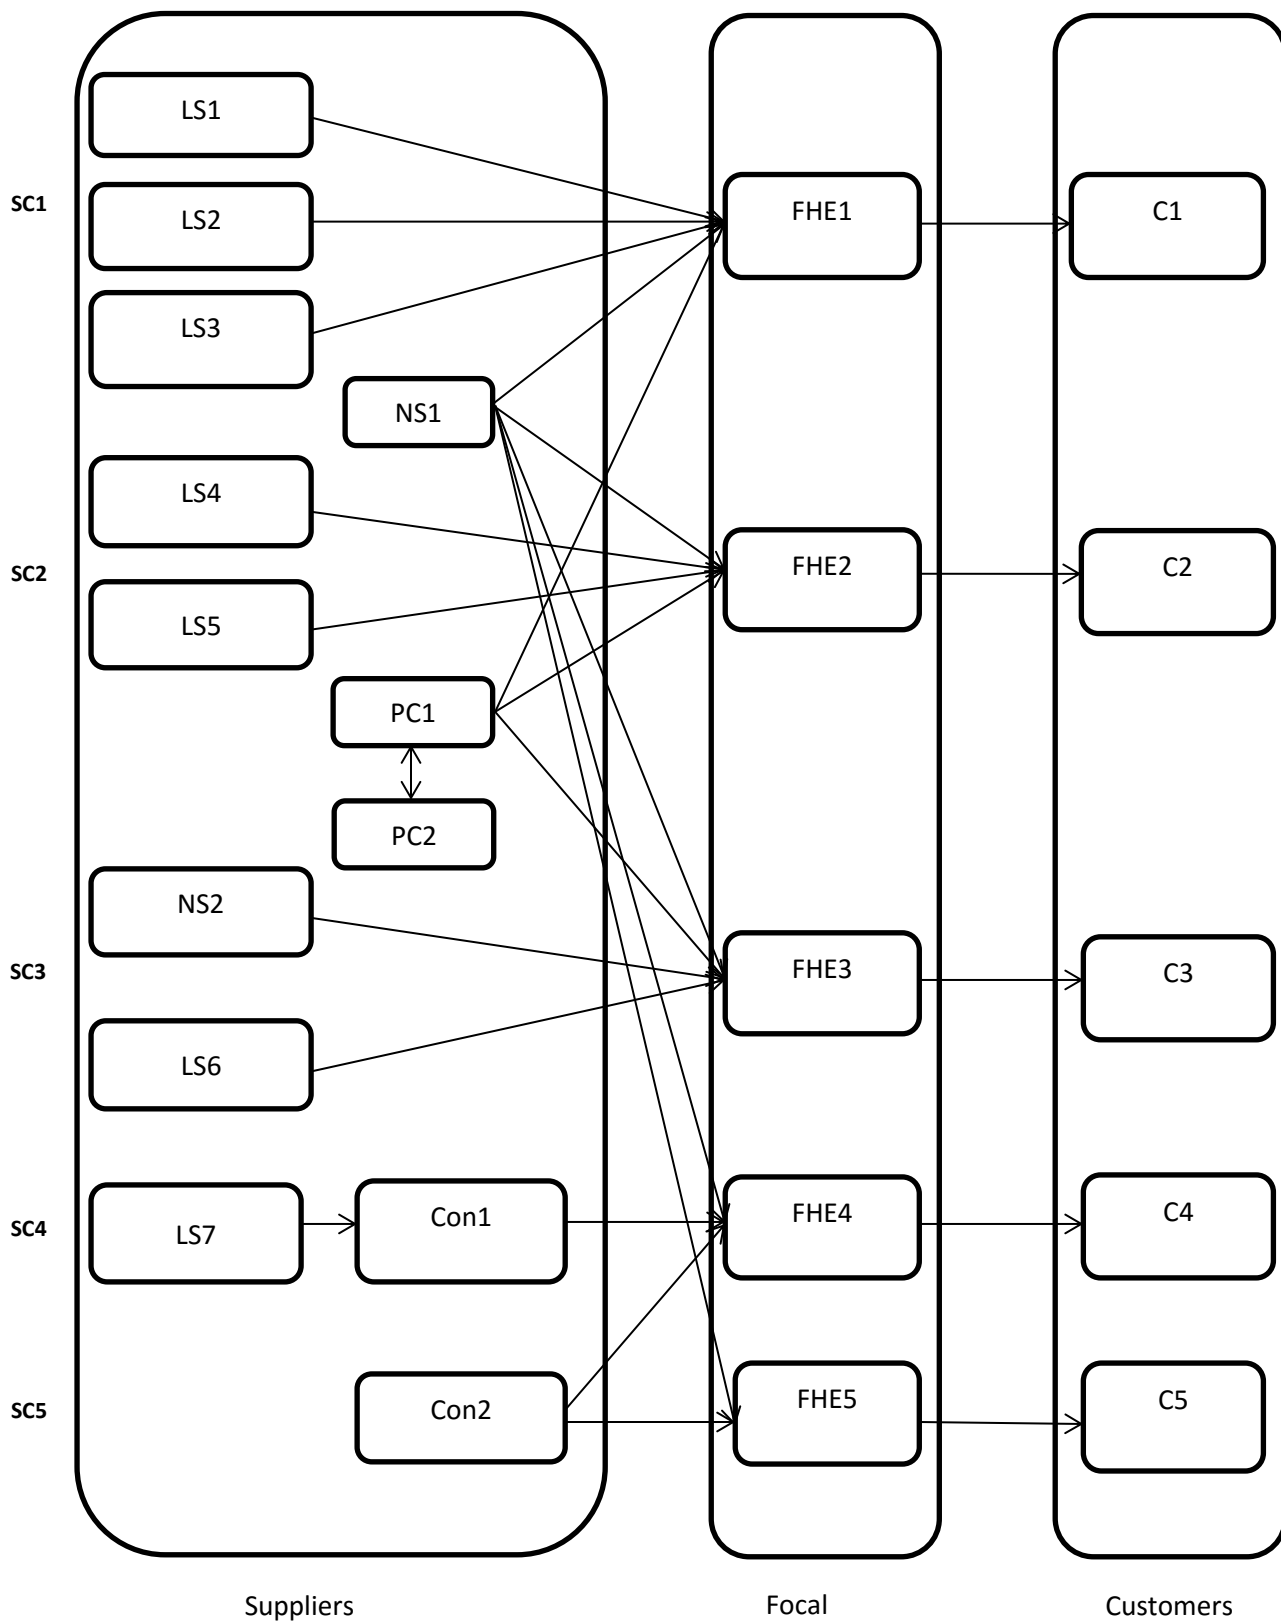 LS1
SC1
LS2
FHE1
C1
LS3
NS1
LS4
SC2
FHE2
C2
LS5
PC1
PC2
NS2
SC3
FHE3
C3
LS6
SC4
LS7
Con1
FHE4
C4
SC5
Con2
FHE5
C5
Suppliers
Focal
Customers